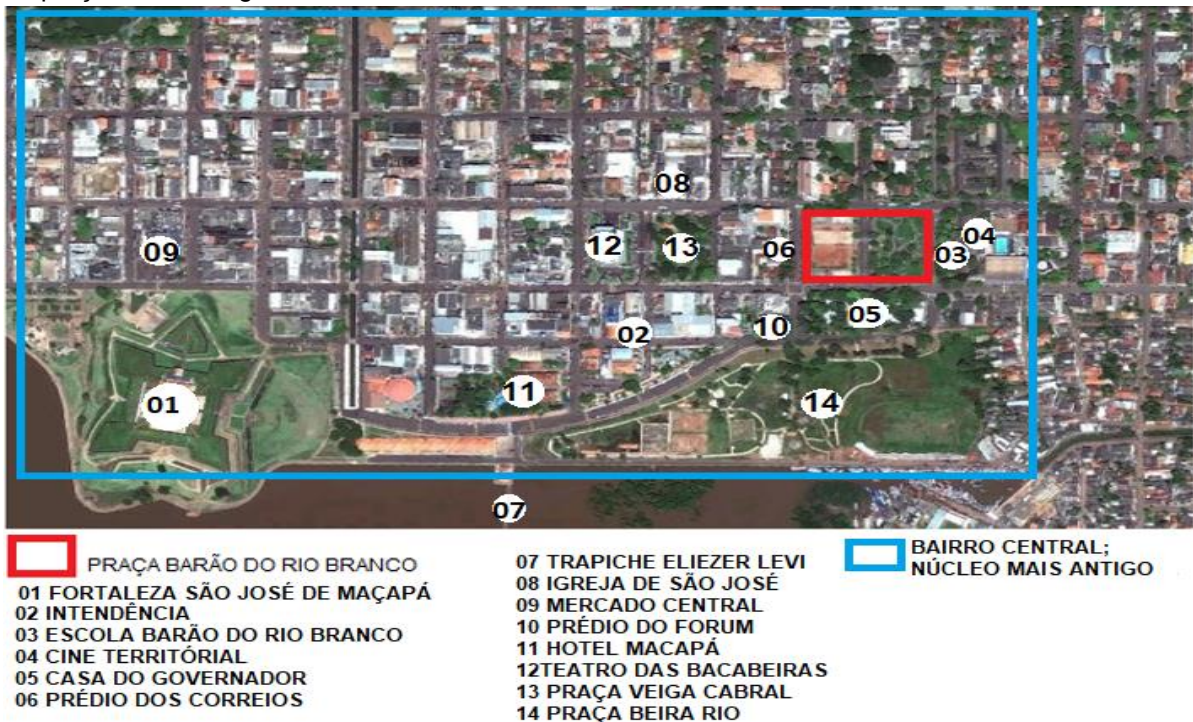 08
09
12
13
06
03
04
02
10
05
11
01
14
07
PRAÇA BARÃO DO RIO BRANCO
01 FORTALEZA SÃO JOSÉ DE MAÇAPÁ
02 INTENDÊNCIA
03 ESCOLA BARÃO DO RIO BRANCO
04 CINE TERRITÓRIAL
05 CASA DO GOVERNADOR
06 PRÉDIO DOS CORREIOS
07 TRAPICHE ELIEZER LEVI
08 IGREJA DE SÃO JOSÉ
09 MERCADO CENTRAL
10 PRÉDIO DO FORUM
11 HOTEL MACAPÁ
12TEATRO DAS BACABEIRAS
13 PRAÇA VEIGA CABRAL
14 PRAÇA BEIRA RIO
BAIRRO CENTRAL;
NÚCLEO MAIS ANTIGO